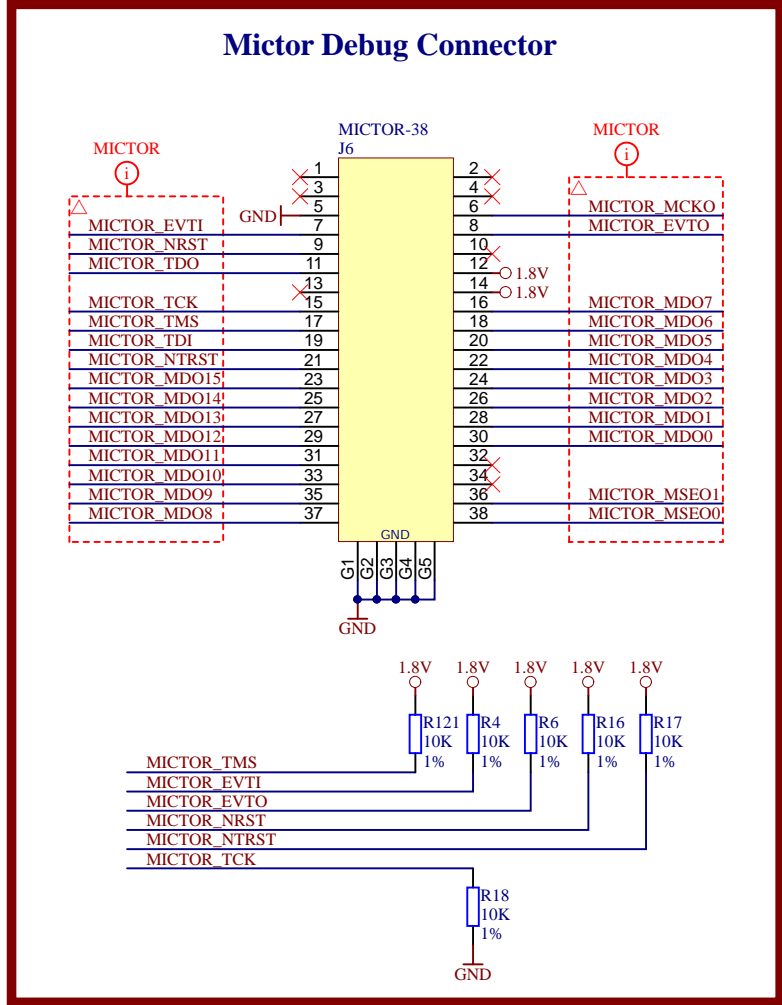 Mictor Debug Connector
MICTOR-38
J6
MICTOR
i
MICTOR
i
1 2
3 4
GND 5 6 MICTOR_MCKO
MICTOR_EVTI 7 8 MICTOR_EVTO
MICTOR_NRST 9 10
MICTOR_TDO 11 12 1.8V
13 14 1.8V
MICTOR_TCK 15 16 MICTOR_MDO7
MICTOR_TMS 17 18 MICTOR_MDO6
MICTOR_TDI 19 20 MICTOR_MDO5
MICTOR_NTRST 21 22 MICTOR_MDO4
MICTOR_MDO15 23 24 MICTOR_MDO3
MICTOR_MDO14 25 26 MICTOR_MDO2
MICTOR_MDO13 27 28 MICTOR_MDO1
MICTOR_MDO12 29 30 MICTOR_MDO0
MICTOR_MDO11 31 32
MICTOR_MDO10 33 34
MICTOR_MDO9 35 36 MICTOR_MSEO1
MICTOR_MDO8 37 38 MICTOR_MSEO0
GND
G1 G2 G3 G4 G5
GND
1.8V 1.8V 1.8V 1.8V 1.8V
R121 R4 R6 R16 R17
10K 10K 10K 10K 10K
1% 1% 1% 1% 1%
MICTOR_TMS
MICTOR_EVTI
MICTOR_EVTO
MICTOR_NRST
MICTOR_NTRST
MICTOR_TCK
R18
10K
1%
GND